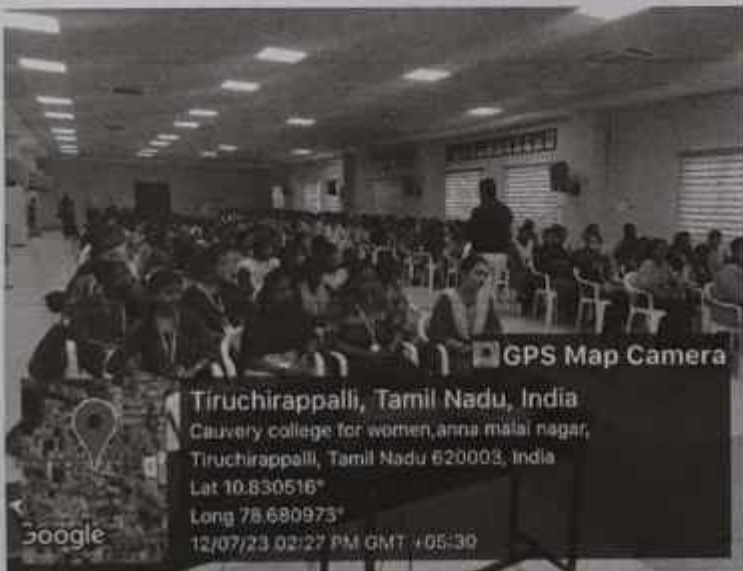 GPS Map Camera
Tiruchirappalli, Tamil Nadu, India
Cauvery college for women,anna malai nagar,
Tiruchirappalli, Tamil Nadu 620003, India
Lat 10.830516°
Long 78.680973°
12/07/23 02:27 PM GMT +05:30
Google